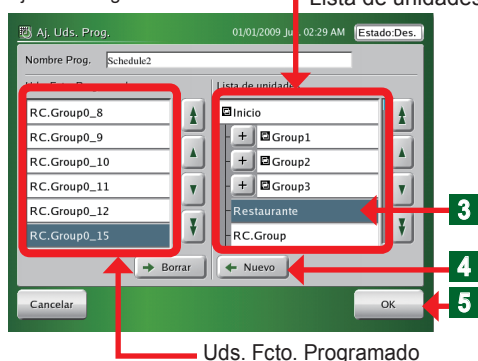 Lista de unidades
Aj. Uds. Prog.
01/01/2009 Ju. 02:29 AM
Estado:Des.
Nombre Prog.
Schedule2
Lista de unidades
RC.Group0_8
RC.Group0_9
RC.Group0_10
RC.Group0_11
RC.Group0_12
RC.Group0_15
Inicio
+ Group1
+ Group2
+ Group3
Restaurante
RC.Group
3
Borrar
Nuevo
4
Cancelar
OK
5
Uds. Fcto. Programado